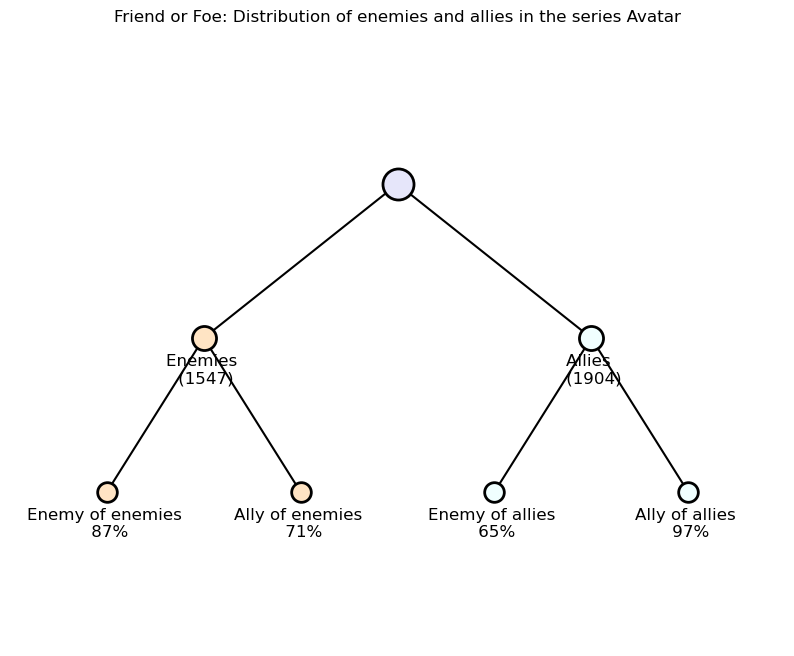 Friend or Foe: Distribution of enemies and allies in the series Avatar
Enemies
(1547)
Allies
(1904)
Enemy of enemies
87%
Ally of enemies
71%
Enemy of allies
65%
Ally of allies
97%